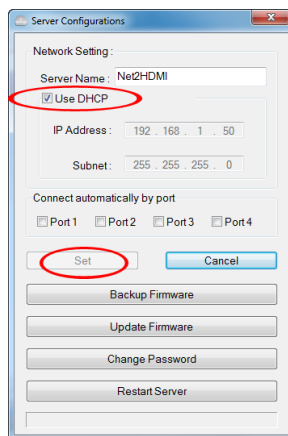 Server Configurations
Network Setting :
Server Name : Net2HDMI
Use DHCP
IP Address : 192 . 168 . 1 . 50
Subnet : 255 . 255 . 255 . 0
Connect automatically by port
Port 1 Port 2 Port 3 Port 4
Set Cancel
Backup Firmware
Update Firmware
Change Password
Restart Server